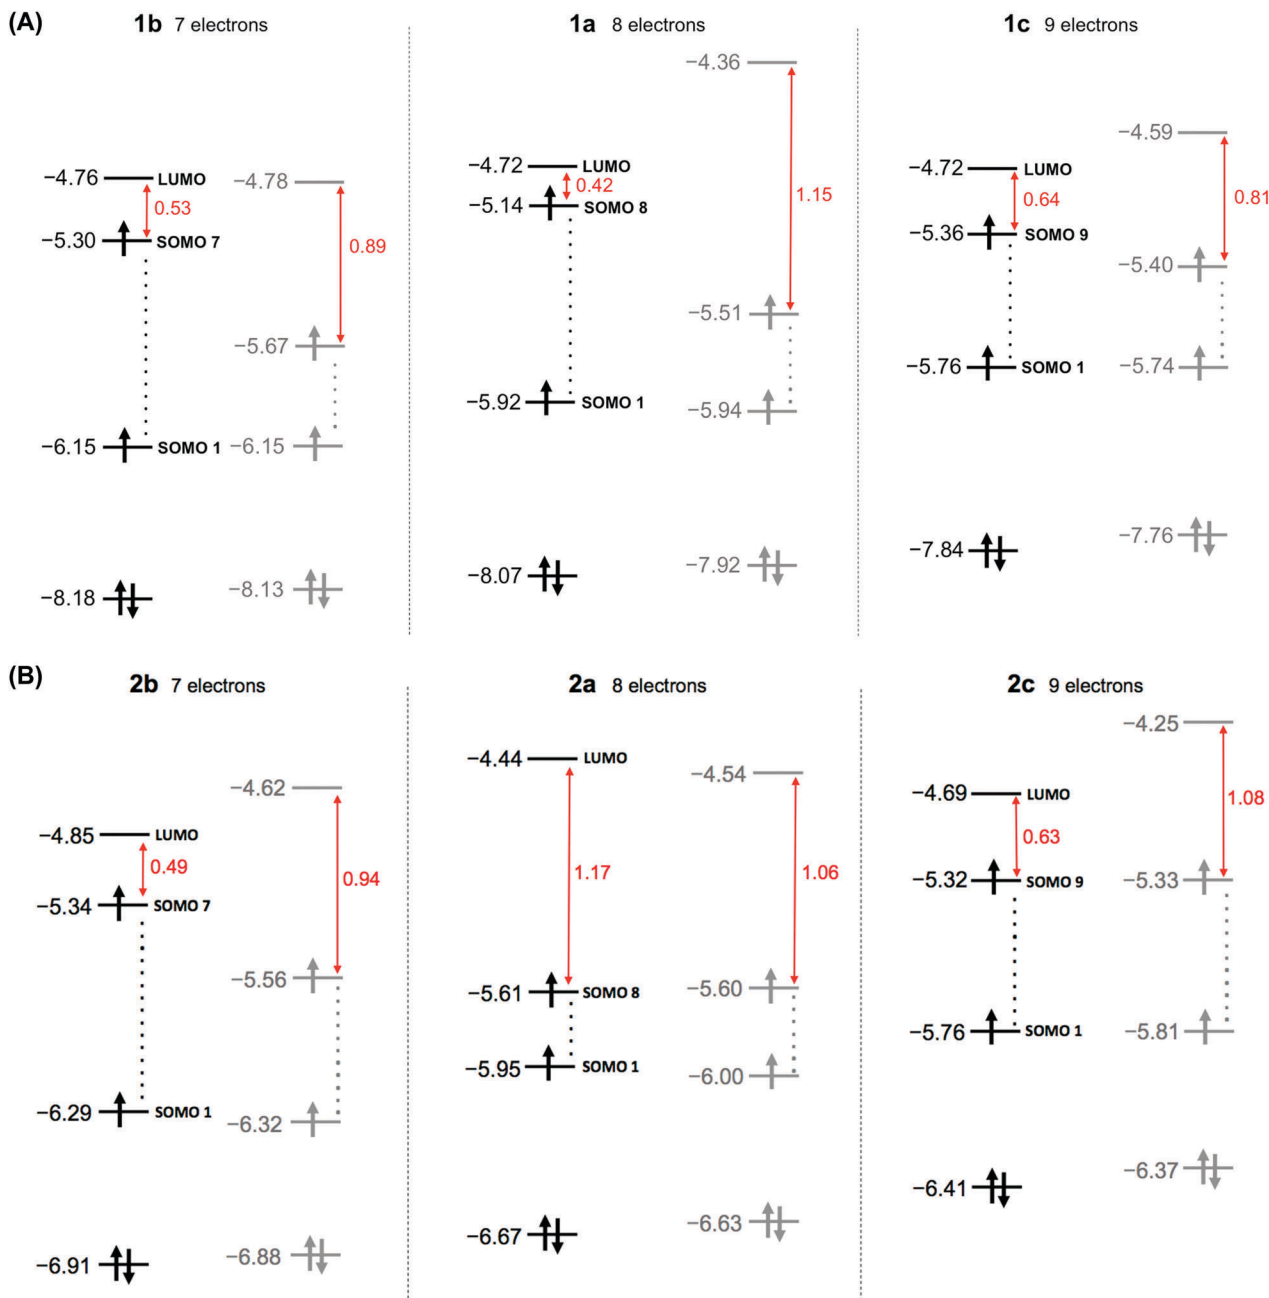 (A)
1b 7 electrons
1a 8 electrons
1c 9 electrons
−4.76 LUMO
0.53
−5.30 SOMO 7
−6.15 SOMO 1
−8.18
−4.78
0.89
−5.67
−6.15
−8.13
−4.72 LUMO
0.42
−5.14 SOMO 8
−5.92 SOMO 1
−8.07
−4.36
1.15
−5.51
−5.94
−7.92
−4.72 LUMO
0.64
−5.36 SOMO 9
−5.76 SOMO 1
−7.84
−4.59
0.81
−5.40
−5.74
−7.76
(B)
2b 7 electrons
2a 8 electrons
2c 9 electrons
−4.85 LUMO
0.49
−5.34 SOMO 7
−6.29 SOMO 1
−6.91
−4.62
0.94
−5.56
−6.32
−6.88
−4.44 LUMO
1.17
−5.61 SOMO 8
−5.95 SOMO 1
−6.67
−4.54
1.06
−5.60
−6.00
−6.63
−4.69 LUMO
0.63
−5.32 SOMO 9
−5.76 SOMO 1
−6.41
−4.25
1.08
−5.33
−5.81
−6.37